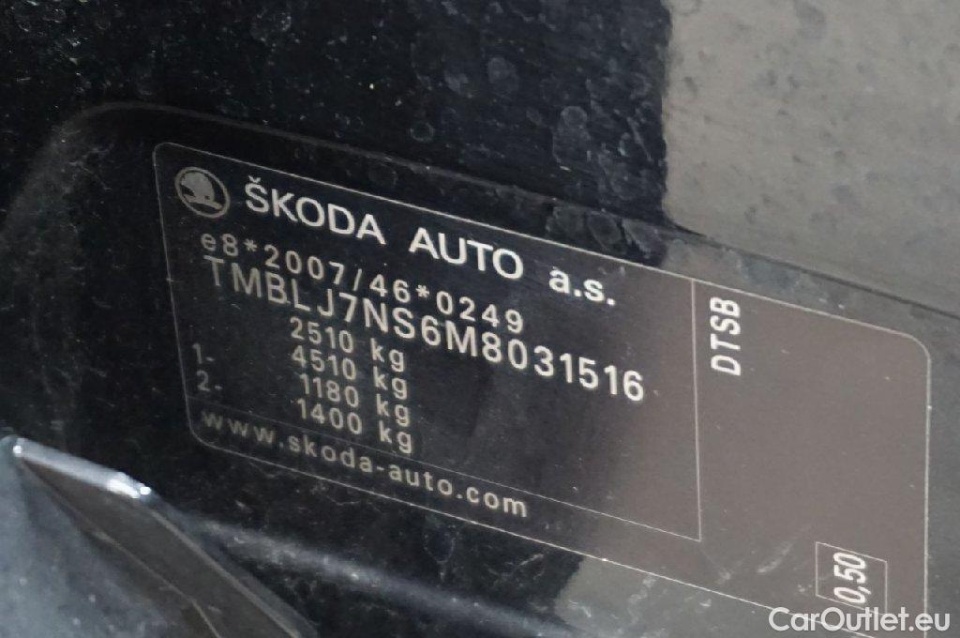 ŠKODA AUTO a.s.
e8*2007/46*0249
TMBLJ7NS6M8031516
2510 kg
4510 kg
1- 1180 kg
2- 1400 kg
www.skoda-auto.com
DTSB
0,50
CarOutlet.eu